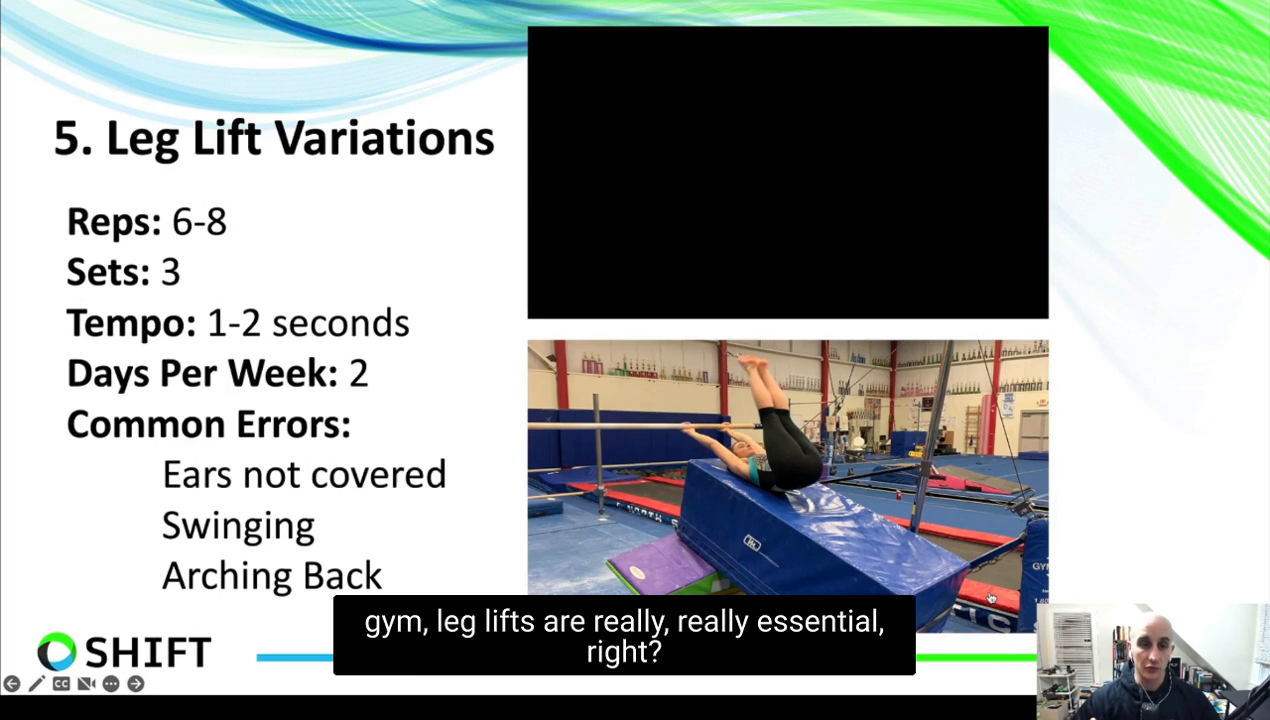 5. Leg Lift Variations
Reps: 6-8
Sets: 3
Tempo: 1-2 seconds
Days Per Week: 2
Common Errors:
Ears not covered
Swinging
Arching Back
gym, leg lifts are really, really essential,
right?
SHIFT
CC